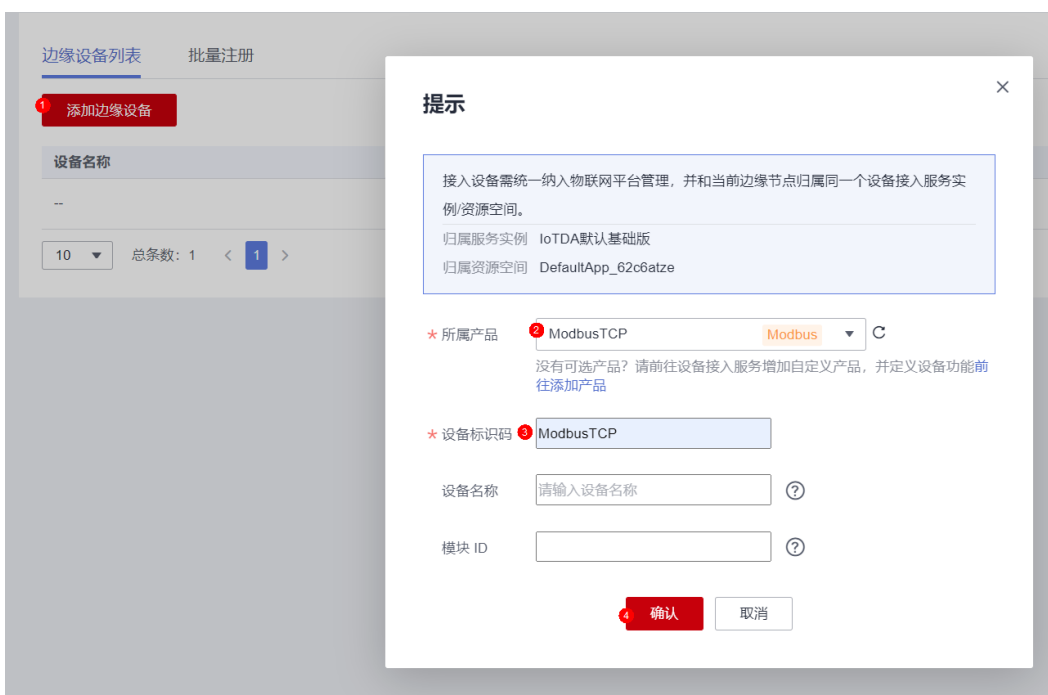 边缘设备列表 批量注册
1 添加边缘设备
设备名称
--
10 总条数：1 < 1 >
提示
接入设备需统一纳入物联网平台管理，并和当前边缘节点归属同一个设备接入服务实
例/资源空间。
归属服务实例 IoTDA默认基础版
归属资源空间 DefaultApp_62c6atze
* 所属产品 2 ModbusTCP Modbus
没有可选产品？请前往设备接入服务增加自定义产品，并定义设备功能前
往添加产品
* 设备标识码 3 ModbusTCP
设备名称 请输入设备名称 ?
模块 ID ?
4 确认 取消